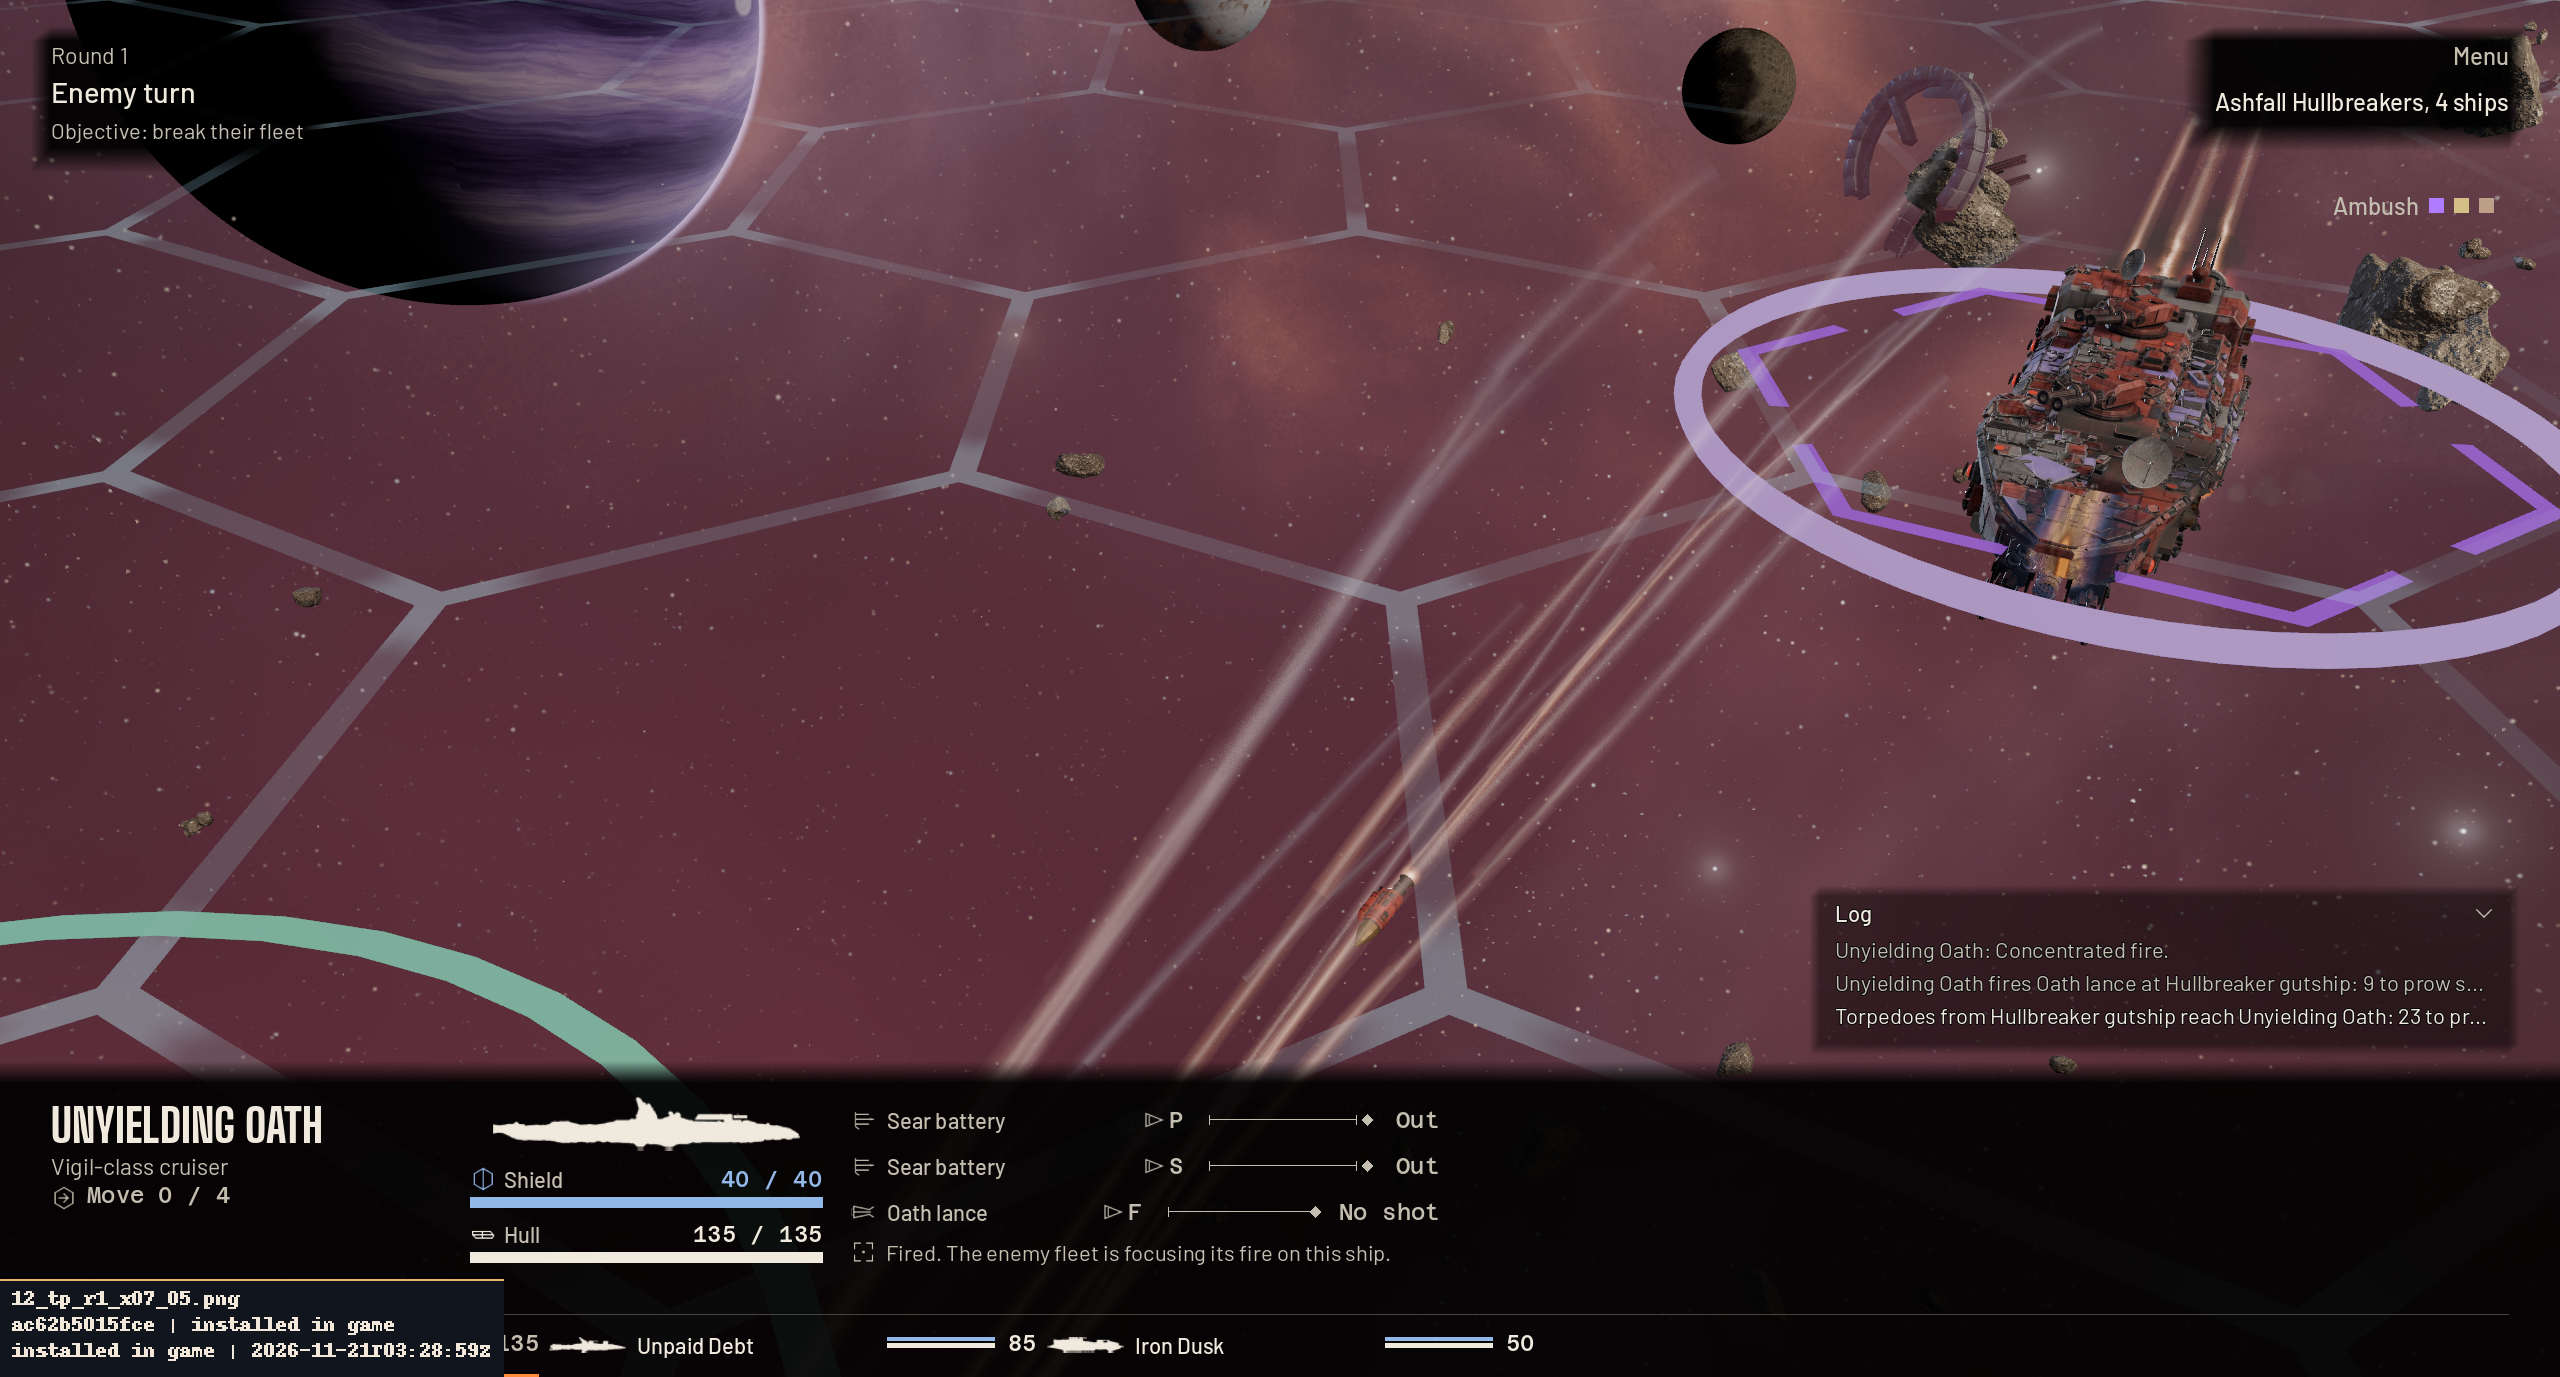 Round 1
Enemy turn
Objective: break their fleet
Menu
Ashfall Hullbreakers, 4 ships
Ambush
Log
Unyielding Oath: Concentrated fire.
Unyielding Oath fires Oath lance at Hullbreaker gutship: 9 to prow s...
Torpedoes from Hullbreaker gutship reach Unyielding Oath: 23 to pr...
UNYIELDING OATH
Vigil-class cruiser
Move 0 / 4
Shield 40 / 40
Hull 135 / 135
Sear battery P Out
Sear battery S Out
Oath lance F No shot
Fired. The enemy fleet is focusing its fire on this ship.
12_tp_r1_x07_05.png
ac62b5015fce | installed in game
installed in game | 2026-11-21T03:28:59Z
135 Unpaid Debt 85 Iron Dusk 50